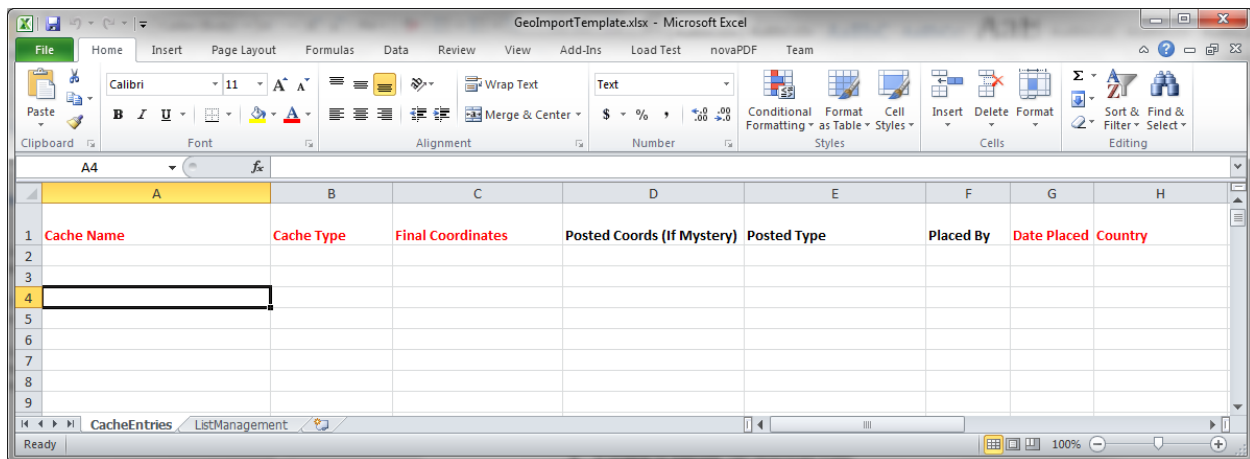 GeoImportTemplate.xlsx - Microsoft Excel
File Home Insert Page Layout Formulas Data Review View Add-Ins Load Test novaPDF Team
Calibri 11 A A Wrap Text Text Σ
Paste B I U A Merge & Center $ % , .0 .00 .00 .0 Conditional Formatting Format as Table Cell Styles Insert Delete Format Sort & Filter Find & Select
Clipboard Font Alignment Number Styles Cells Editing
A4 fx
A B C D E F G H
1 Cache Name Cache Type Final Coordinates Posted Coords (If Mystery) Posted Type Placed By Date Placed Country
2
3
4
5
6
7
8
9
CacheEntries ListManagement
Ready 100%